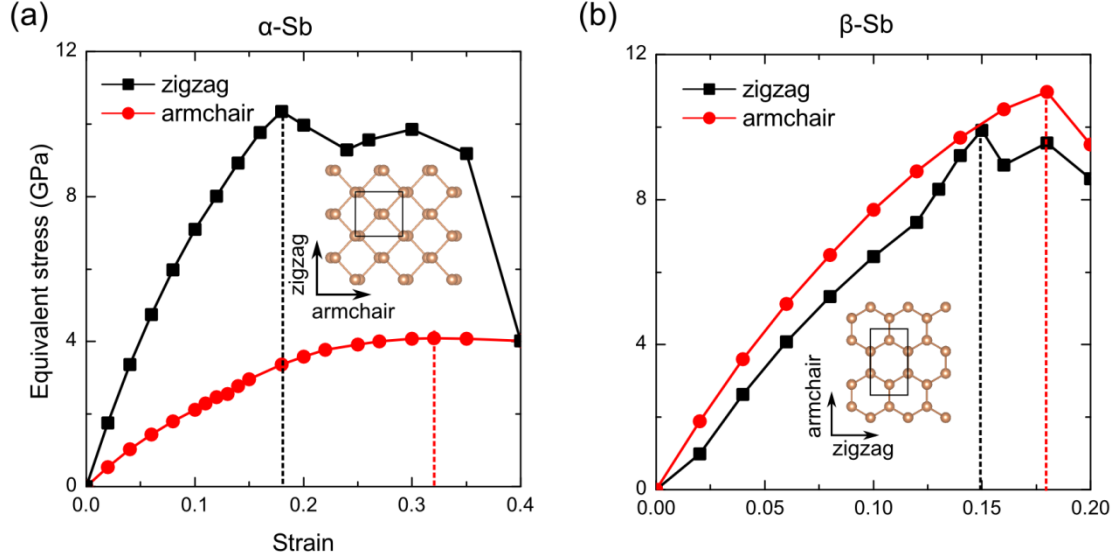 (a)
α-Sb
zigzag
armchair
Equivalent stress (GPa)
12
8
4
0
0.0 0.1 0.2 0.3 0.4
Strain
zigzag
armchair
(b)
β-Sb
zigzag
armchair
12
8
4
0
0.00 0.05 0.10 0.15 0.20
armchair
zigzag